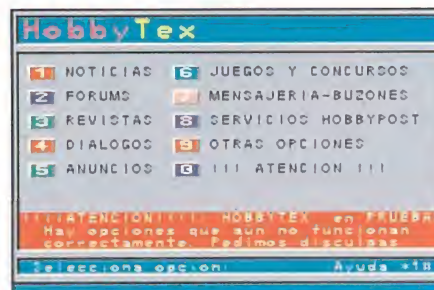 HobbyTex
1 NOTICIAS 6 JUEGOS Y CONCURSOS
2 FORUMS 7 MENSAJERIA-BUZONES
3 REVISTAS 8 SERVICIOS HOBBYPOST
4 DIALOGOS 9 OTRAS OPCIONES
5 ANUNCIOS !!! ATENCION !!!
!!!!ATENCION!!!!! HOBBYTEX en PRUEBA
Hay opciones que aún no funcionan
correctamente. Pedimos disculpas
Selecciona opcion: Ayuda *1¤